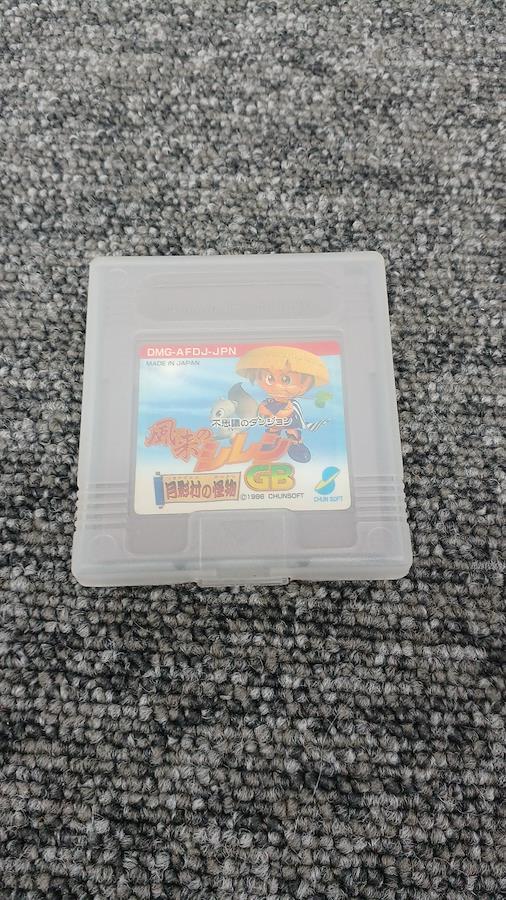 DMG-AFDJ-JPN
MADE IN JAPAN
不思議のダンジョン
風来のシレン
GB
月影村の怪物
©1996 CHUNSOFT
CHUN SOFT